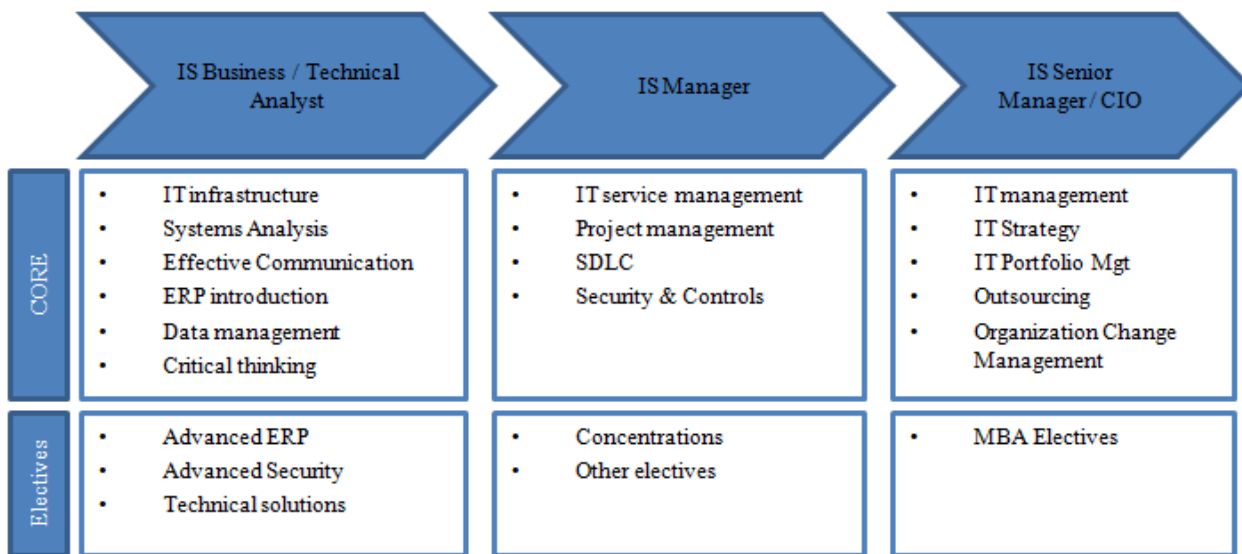 IS Business / Technical
Analyst
IS Manager
IS Senior
Manager / CIO
CORE
• IT infrastructure
• Systems Analysis
• Effective Communication
• ERP introduction
• Data management
• Critical thinking
• IT service management
• Project management
• SDLC
• Security & Controls
• IT management
• IT Strategy
• IT Portfolio Mgt
• Outsourcing
• Organization Change
Management
Electives
• Advanced ERP
• Advanced Security
• Technical solutions
• Concentrations
• Other electives
• MBA Electives